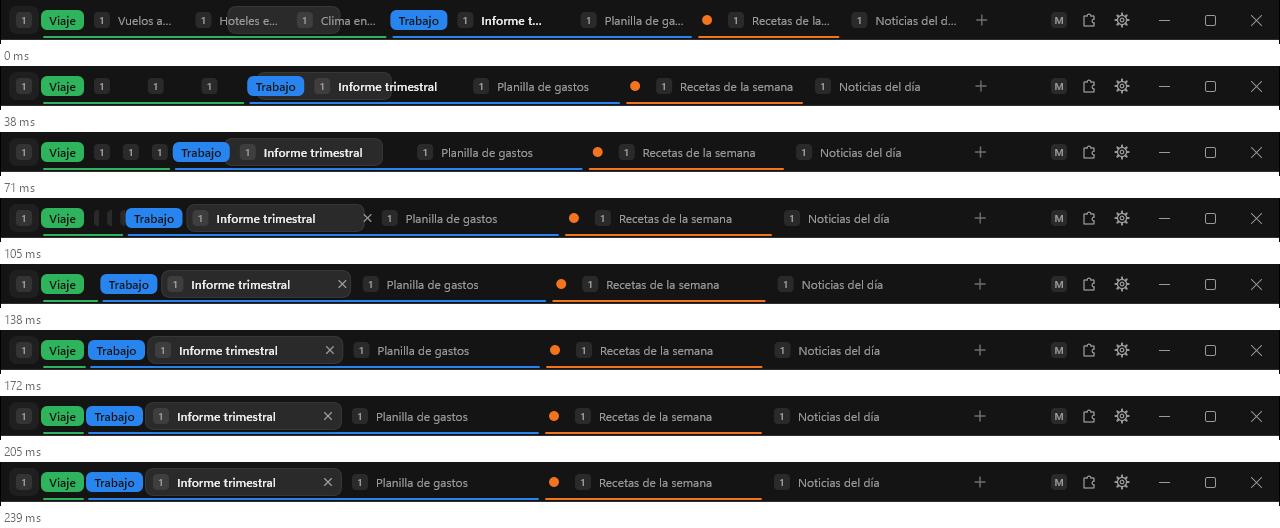 1 Viaje 1 Vuelos a... 1 Hoteles e... 1 Clima en... Trabajo 1 Informe t... 1 Planilla de ga... 1 Recetas de la... 1 Noticias del d... M
0 ms
1 Viaje 1 1 1 Trabajo 1 Informe trimestral 1 Planilla de gastos 1 Recetas de la semana 1 Noticias del día M
38 ms
1 Viaje 1 1 1 Trabajo 1 Informe trimestral 1 Planilla de gastos 1 Recetas de la semana 1 Noticias del día M
71 ms
1 Viaje Trabajo 1 Informe trimestral 1 Planilla de gastos 1 Recetas de la semana 1 Noticias del día M
105 ms
1 Viaje Trabajo 1 Informe trimestral 1 Planilla de gastos 1 Recetas de la semana 1 Noticias del día M
138 ms
1 Viaje Trabajo 1 Informe trimestral 1 Planilla de gastos 1 Recetas de la semana 1 Noticias del día M
172 ms
1 Viaje Trabajo 1 Informe trimestral 1 Planilla de gastos 1 Recetas de la semana 1 Noticias del día M
205 ms
1 Viaje Trabajo 1 Informe trimestral 1 Planilla de gastos 1 Recetas de la semana 1 Noticias del día M
239 ms